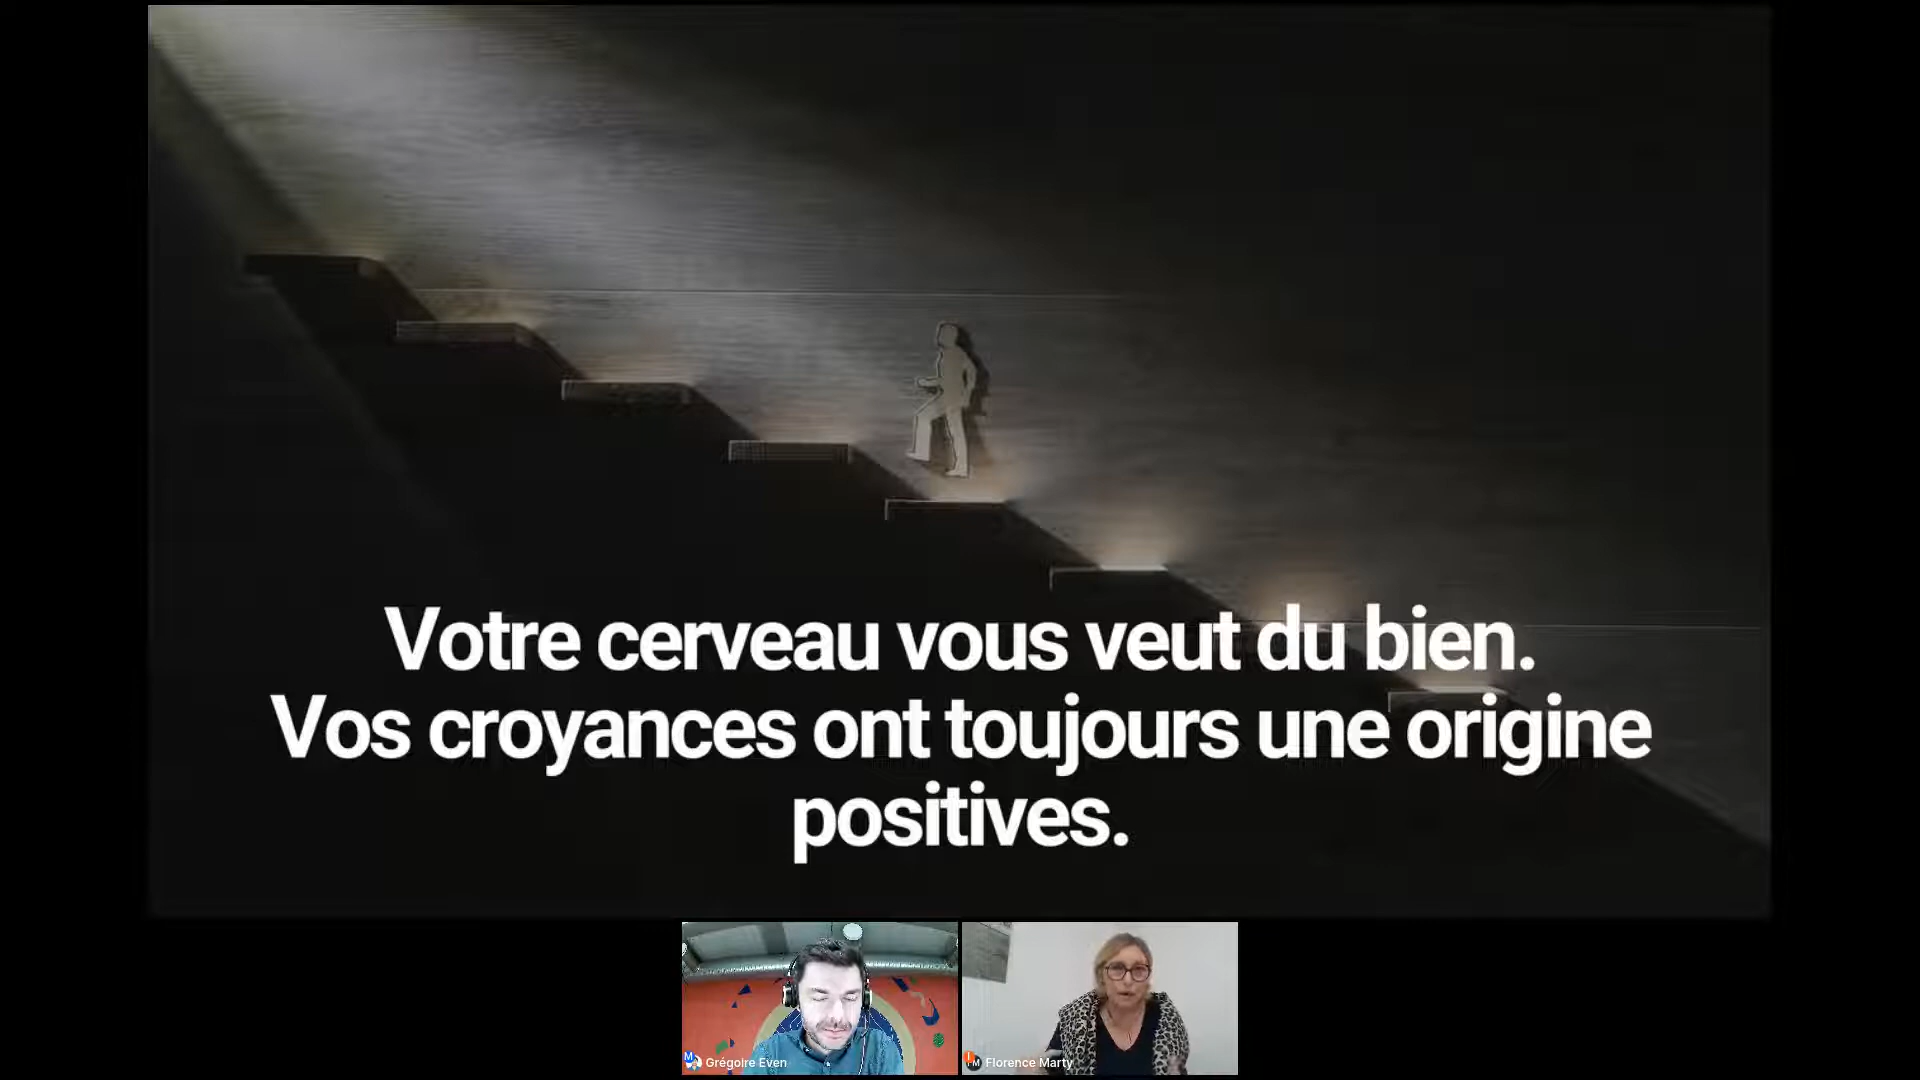 Votre cerveau vous veut du bien.
Vos croyances ont toujours une origine
positives.
Grégoire Even
Florence Marty